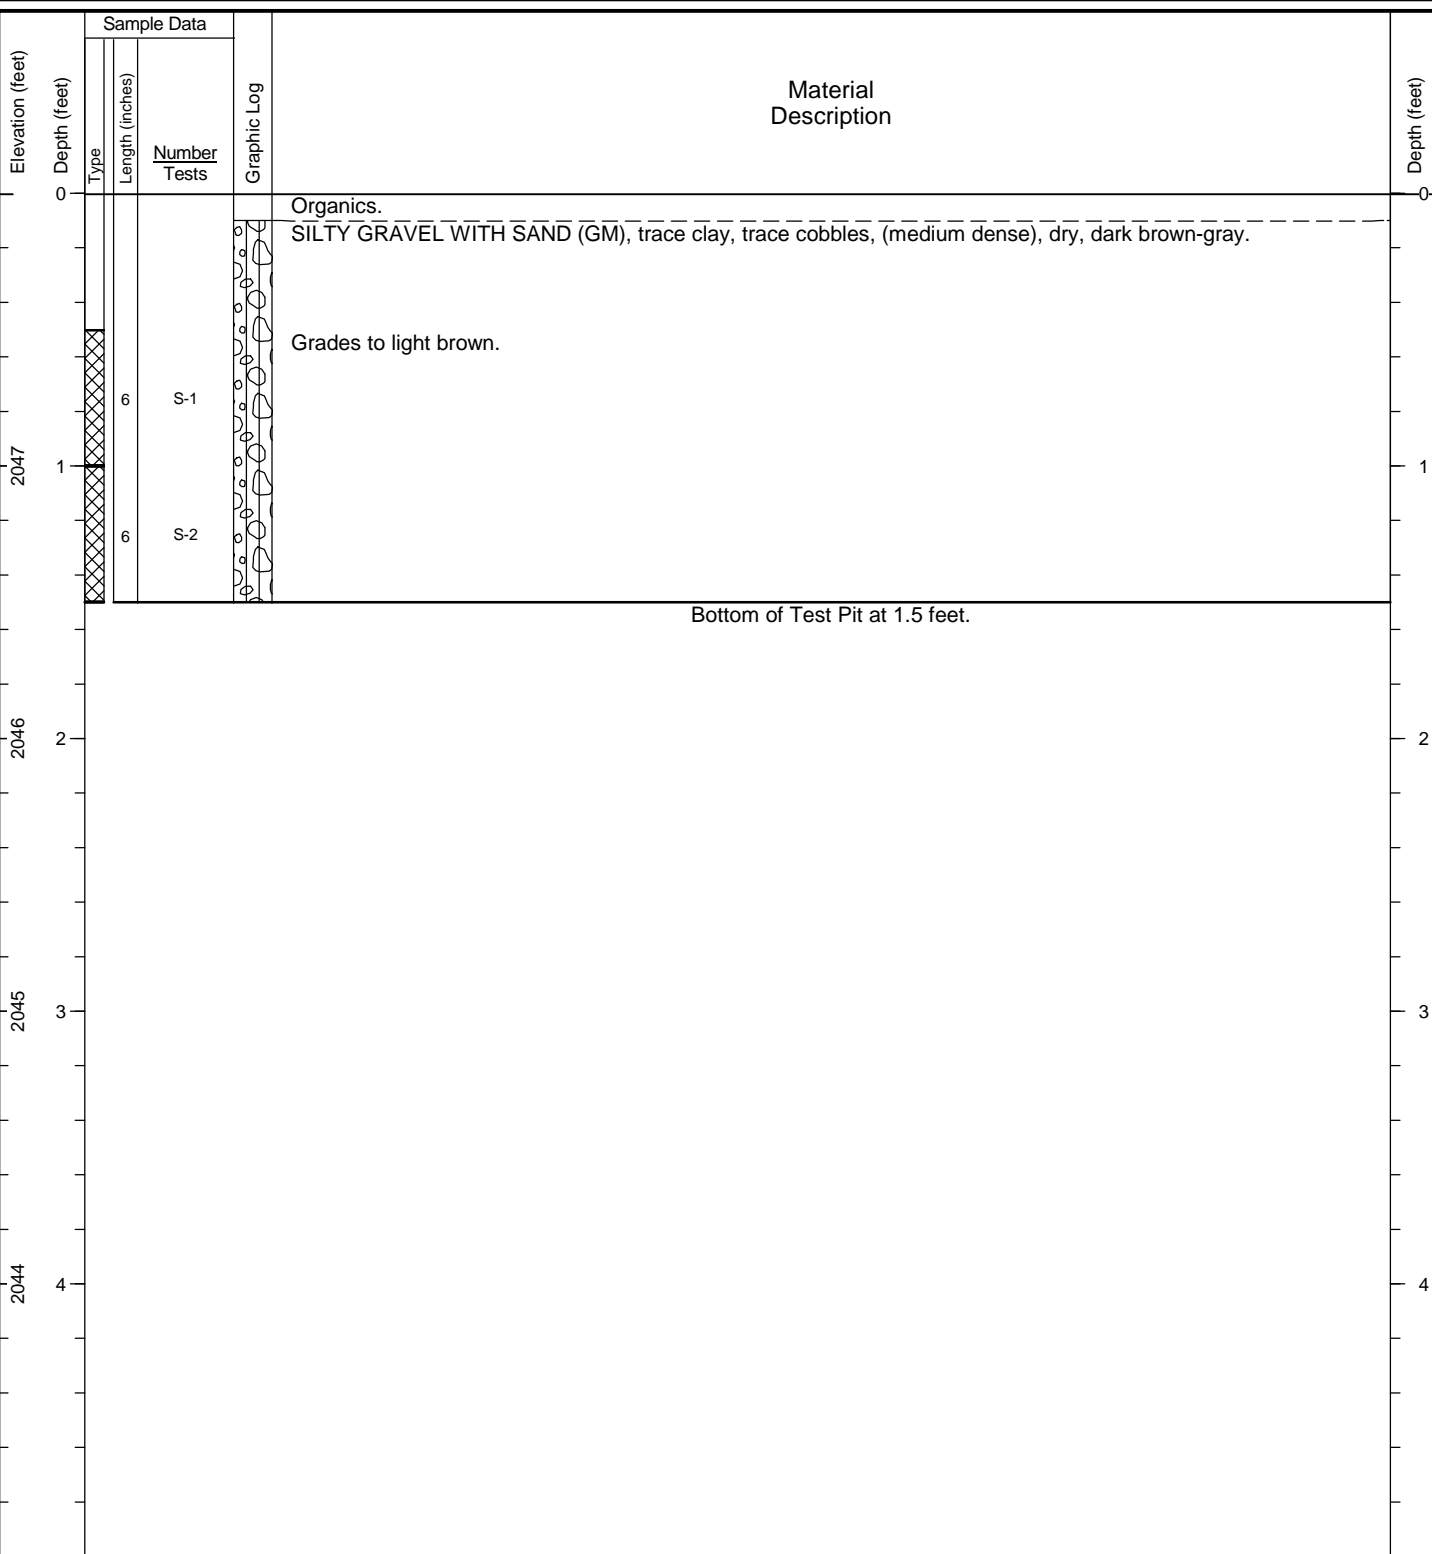 Sample Data
Elevation (feet)
Depth (feet)
Type
Length (inches)
Number
Tests
Graphic Log
Material
Description
Depth (feet)
0
0
Organics.
SILTY GRAVEL WITH SAND (GM), trace clay, trace cobbles, (medium dense), dry, dark brown-gray.
Grades to light brown.
6 S-1
2047 1 1
6 S-2
Bottom of Test Pit at 1.5 feet.
2046 2 2
2045 3 3
2044 4 4